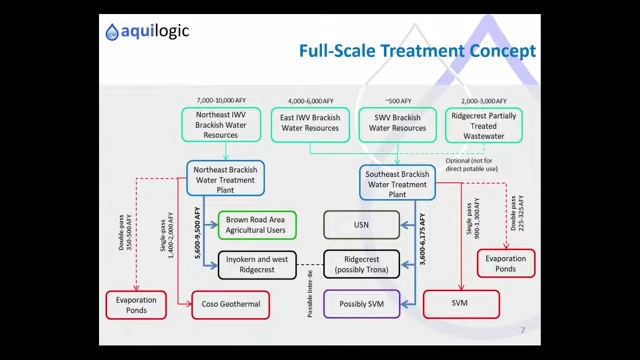 aquilogic
Full-Scale Treatment Concept
7,000-10,000 AFY
4,000-6,000 AFY
~500 AFY
2,000-3,000 AFY
Northeast IWV
Brackish Water
Resources
East IWV Brackish
Water Resources
SWV Brackish
Water Resources
Ridgecrest Partially
Treated
Wastewater
Optional (not for
direct potable use)
Northeast Brackish
Water Treatment
Plant
Southeast Brackish
Water Treatment
Plant
Double-pass
350-500 AFY
Single-pass
1,400-2,000 AFY
5,600-9,500 AFY
Brown Road Area
Agricultural Users
Inyokern and west
Ridgecrest
Possible Inter-tie
USN
Ridgecrest
(possibly Trona)
Possibly SVM
3,600-6,175 AFY
Single pass
900-1,300 AFY
Double pass
225-325 AFY
Evaporation
Ponds
Evaporation
Ponds
Coso Geothermal
SVM
7